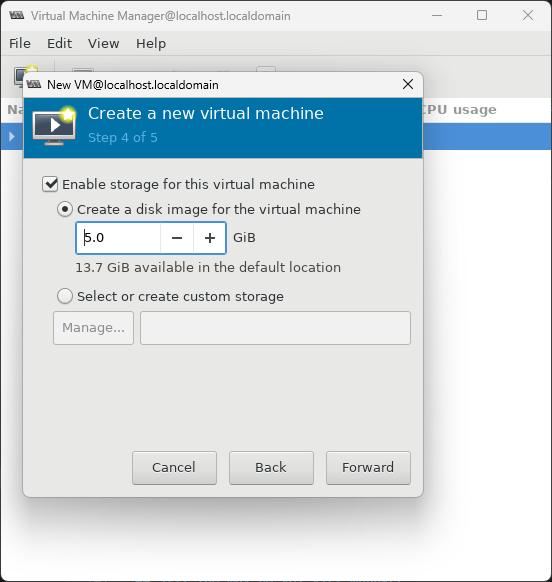 Virtual Machine Manager@localhost.localdomain
File Edit View Help
New VM@localhost.localdomain
Na
CPU usage
Create a new virtual machine
Step 4 of 5
Enable storage for this virtual machine
Create a disk image for the virtual machine
5.0 − + GiB
13.7 GiB available in the default location
Select or create custom storage
Manage...
Cancel Back Forward